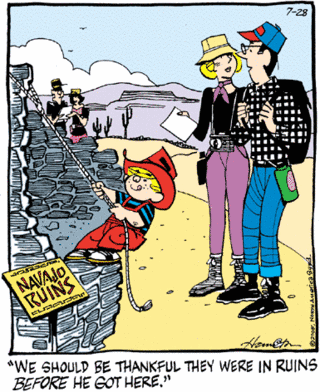 7-28
NAVAJO
RUINS
"WE SHOULD BE THANKFUL THEY WERE IN RUINS
BEFORE HE GOT HERE."